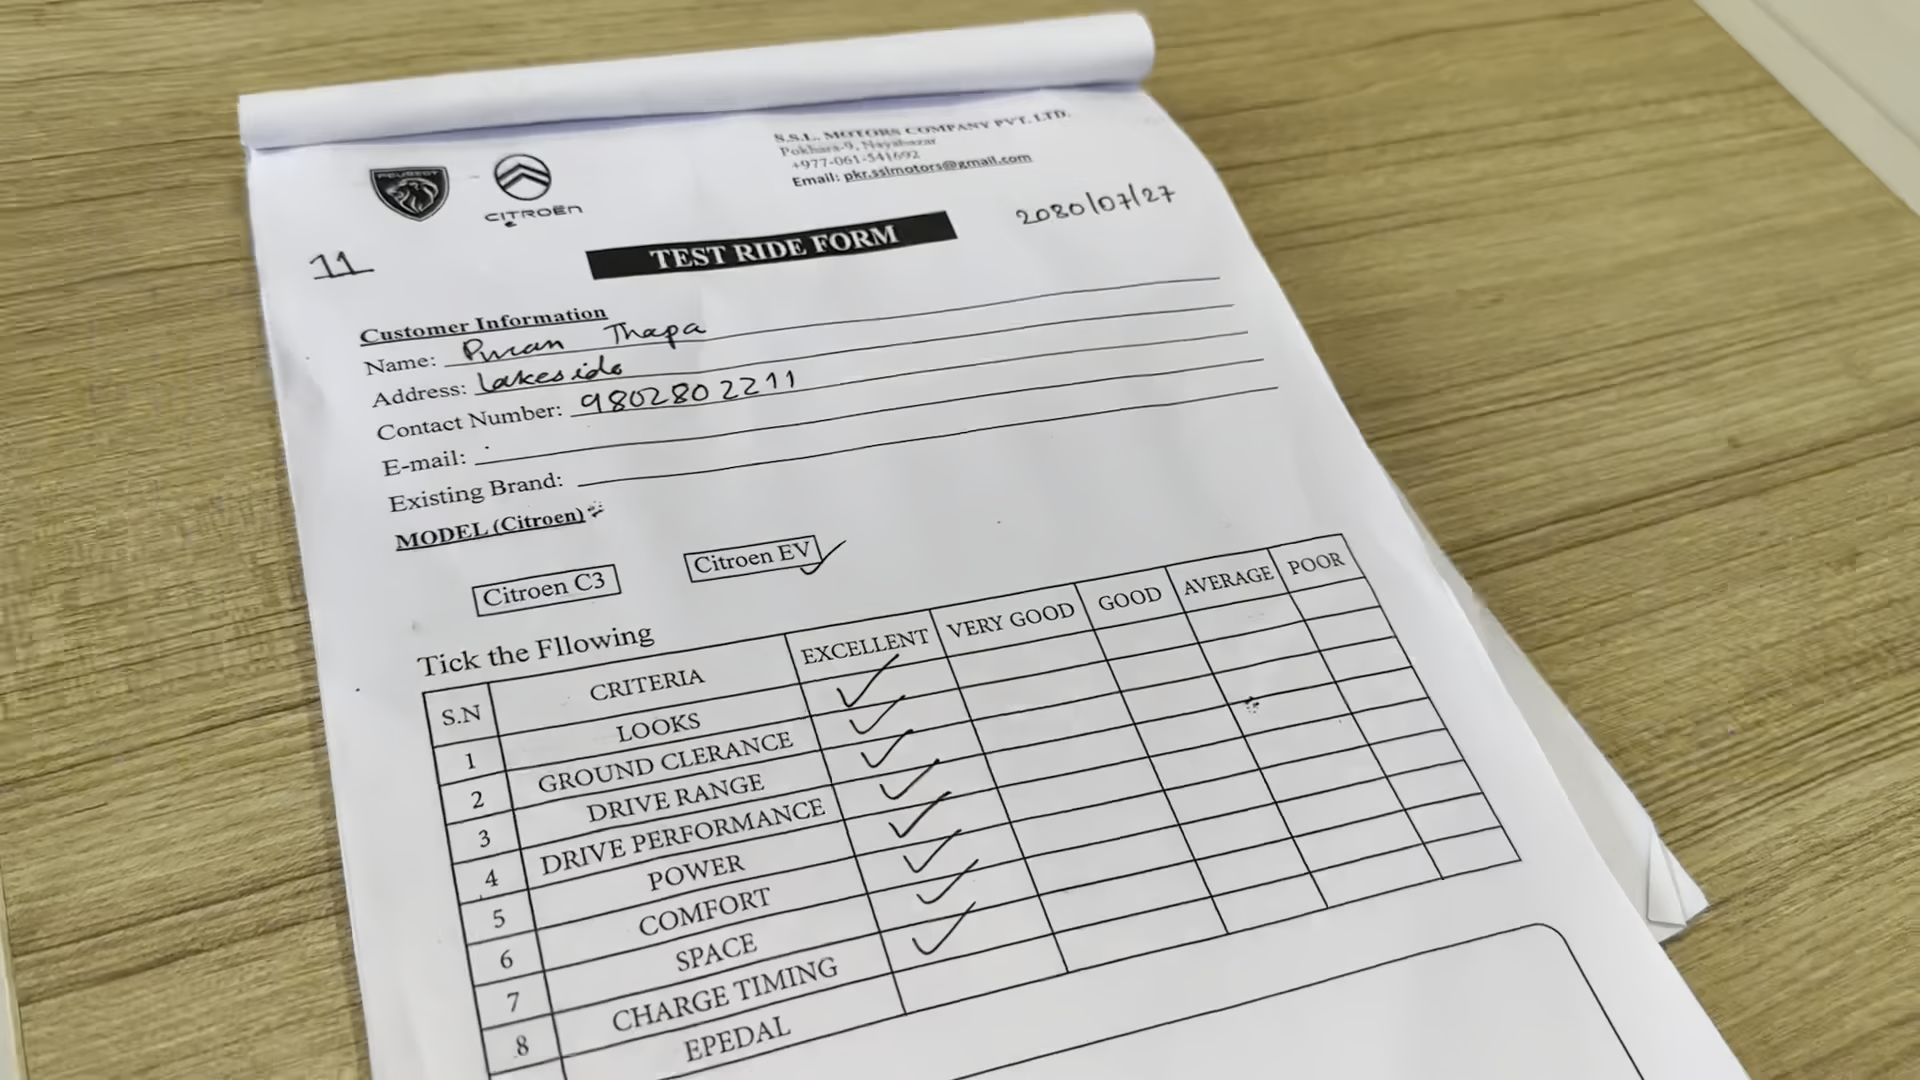 S.S.L. MOTORS COMPANY PVT. LTD.
Pokhara-9, Nayabazar
+977-061-541692
Email: pkr.sslmotors@gmail.com
PEUGEOT
CITROËN
2080/07/27
11
TEST RIDE FORM
Customer Information
Name: Puran Thapa
Address: Lakeside
Contact Number: 9802802211
E-mail:
Existing Brand:
MODEL (Citroen)
Citroen C3 Citroen EV ✓
Tick the Fllowing
S.N CRITERIA EXCELLENT VERY GOOD GOOD AVERAGE POOR
1 LOOKS ✓
2 GROUND CLERANCE ✓
3 DRIVE RANGE ✓
4 DRIVE PERFORMANCE ✓
5 POWER ✓
6 COMFORT ✓
7 SPACE ✓
8 CHARGE TIMING ✓
EPEDAL